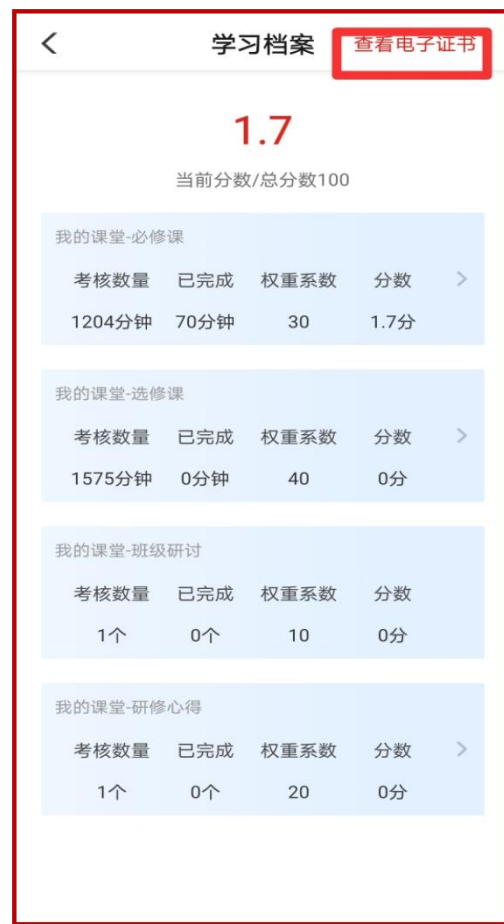 学习档案 查看电子证书
1.7
当前分数/总分数100
我的课堂-必修课
考核数量 已完成 权重系数 分数
1204分钟 70分钟 30 1.7分
我的课堂-选修课
考核数量 已完成 权重系数 分数
1575分钟 0分钟 40 0分
我的课堂-班级研讨
考核数量 已完成 权重系数 分数
1个 0个 10 0分
我的课堂-研修心得
考核数量 已完成 权重系数 分数
1个 0个 20 0分